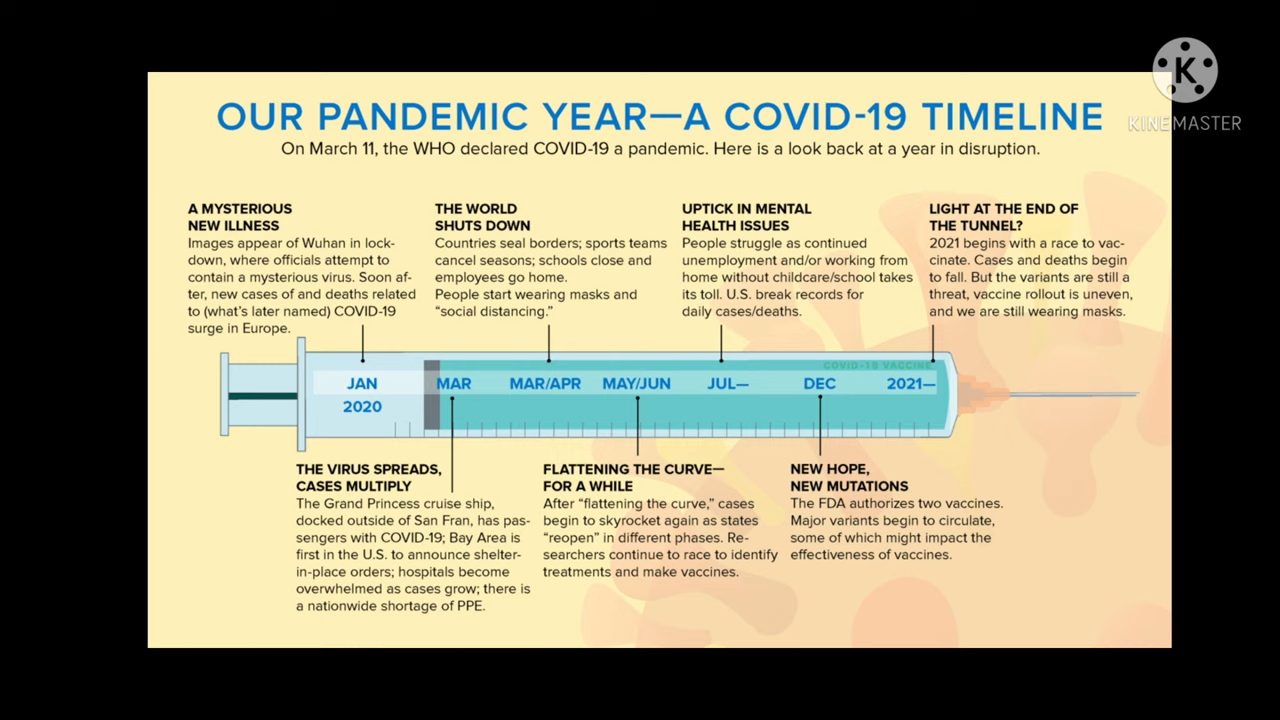 K
KINEMASTER
OUR PANDEMIC YEAR—A COVID-19 TIMELINE
On March 11, the WHO declared COVID-19 a pandemic. Here is a look back at a year in disruption.
A MYSTERIOUS
NEW ILLNESS
Images appear of Wuhan in lock-
down, where officials attempt to
contain a mysterious virus. Soon af-
ter, new cases of and deaths related
to (what's later named) COVID-19
surge in Europe.
THE WORLD
SHUTS DOWN
Countries seal borders; sports teams
cancel seasons; schools close and
employees go home.
People start wearing masks and
“social distancing.”
UPTICK IN MENTAL
HEALTH ISSUES
People struggle as continued
unemployment and/or working from
home without childcare/school takes
its toll. U.S. break records for
daily cases/deaths.
LIGHT AT THE END OF
THE TUNNEL?
2021 begins with a race to vac-
cinate. Cases and deaths begin
to fall. But the variants are still a
threat, vaccine rollout is uneven,
and we are still wearing masks.
COVID-19 VACCINE
JAN
2020
MAR
MAR/APR
MAY/JUN
JUL—
DEC
2021—
THE VIRUS SPREADS,
CASES MULTIPLY
The Grand Princess cruise ship,
docked outside of San Fran, has pas-
sengers with COVID-19; Bay Area is
first in the U.S. to announce shelter-
in-place orders; hospitals become
overwhelmed as cases grow; there is
a nationwide shortage of PPE.
FLATTENING THE CURVE—
FOR A WHILE
After “flattening the curve,” cases
begin to skyrocket again as states
“reopen” in different phases. Re-
searchers continue to race to identify
treatments and make vaccines.
NEW HOPE,
NEW MUTATIONS
The FDA authorizes two vaccines.
Major variants begin to circulate,
some of which might impact the
effectiveness of vaccines.